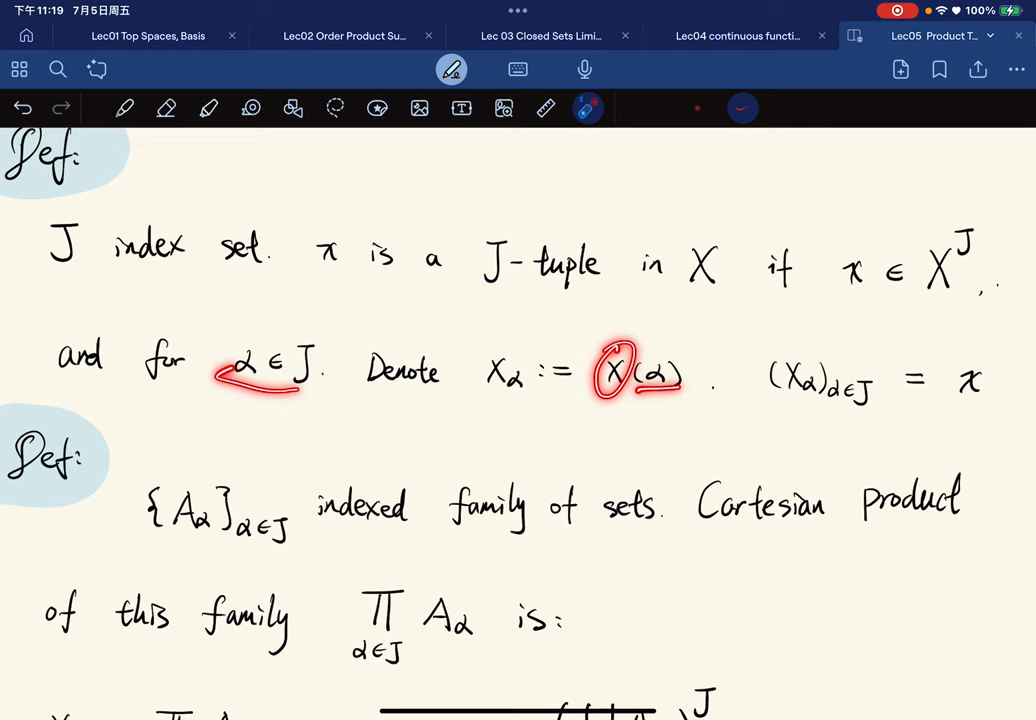 下午11:19 7月5日周五
100%
Lec01 Top Spaces, Basis
Lec02 Order Product Su...
Lec 03 Closed Sets Limi...
Lec04 continuous functi...
Lec05 Product T...
Def:
J index set. x is a J-tuple in X if x ∈ X^J,
and for α ∈ J. Denote X_α := X(α). (X_α)_{α∈J} = x
Def:
{A_α}_{α∈J} indexed family of sets. Cartesian product
of this family ∏_{α∈J} A_α is: